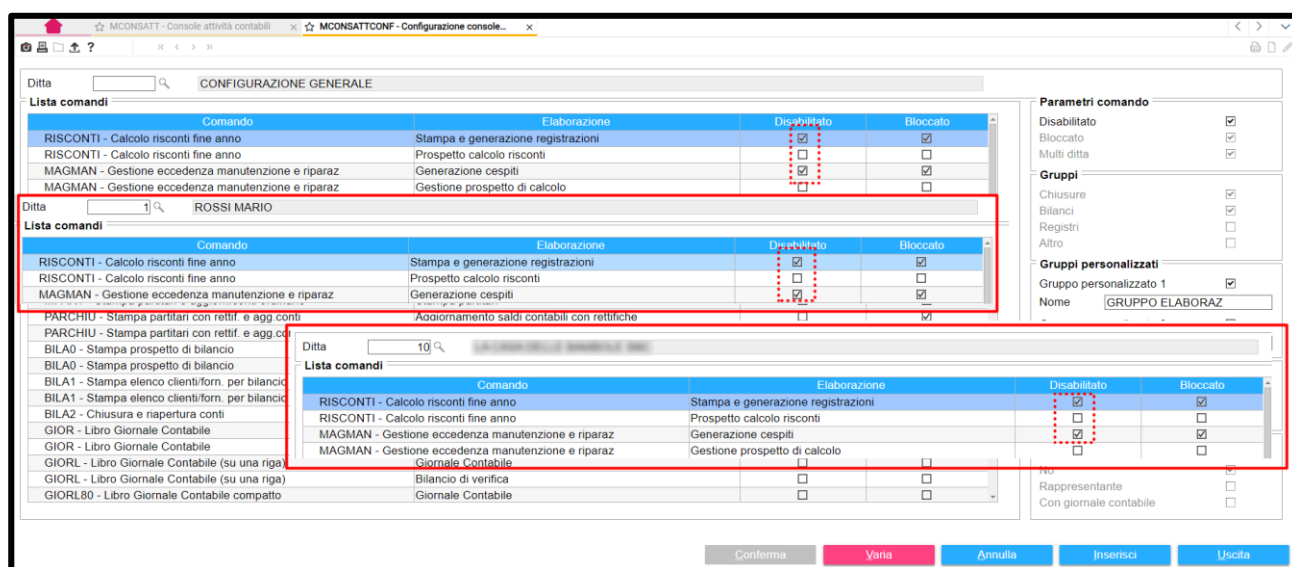 MCONSATT - Console attività contabili x MCONSATTCONF - Configurazione console... x
?
Ditta CONFIGURAZIONE GENERALE
Lista comandi
Comando Elaborazione Disabilitato Bloccato
RISCONTI - Calcolo risconti fine anno Stampa e generazione registrazioni
RISCONTI - Calcolo risconti fine anno Prospetto calcolo risconti
MAGMAN - Gestione eccedenza manutenzione e riparaz Generazione cespiti
MAGMAN - Gestione eccedenza manutenzione e riparaz Gestione prospetto di calcolo
Ditta 1 ROSSI MARIO
Lista comandi
Comando Elaborazione Disabilitato Bloccato
RISCONTI - Calcolo risconti fine anno Stampa e generazione registrazioni
RISCONTI - Calcolo risconti fine anno Prospetto calcolo risconti
MAGMAN - Gestione eccedenza manutenzione e riparaz Generazione cespiti
PARCHIU - Stampa partitari con rettif. e agg.conti Aggiornamento saldi contabili con rettifiche
PARCHIU - Stampa partitari con rettif. e agg.con
BILA0 - Stampa prospetto di bilancio
BILA0 - Stampa prospetto di bilancio
BILA1 - Stampa elenco clienti/forn. per bilancio
BILA1 - Stampa elenco clienti/forn. per bilancio
BILA2 - Chiusura e riapertura conti
GIOR - Libro Giornale Contabile
GIOR - Libro Giornale Contabile
GIORL - Libro Giornale Contabile (su una riga) Giornale Contabile
GIORL - Libro Giornale Contabile (su una riga) Bilancio di verifica
GIORL80 - Libro Giornale Contabile compatto Giornale Contabile
Ditta 10
Lista comandi
Comando Elaborazione Disabilitato Bloccato
RISCONTI - Calcolo risconti fine anno Stampa e generazione registrazioni
RISCONTI - Calcolo risconti fine anno Prospetto calcolo risconti
MAGMAN - Gestione eccedenza manutenzione e riparaz Generazione cespiti
MAGMAN - Gestione eccedenza manutenzione e riparaz Gestione prospetto di calcolo
Parametri comando
Disabilitato
Bloccato
Multi ditta
Gruppi
Chiusure
Bilanci
Registri
Altro
Gruppi personalizzati
Gruppo personalizzato 1
Nome GRUPPO ELABORAZ
No
Rappresentante
Con giornale contabile
Conferma Varia Annulla Inserisci Uscita